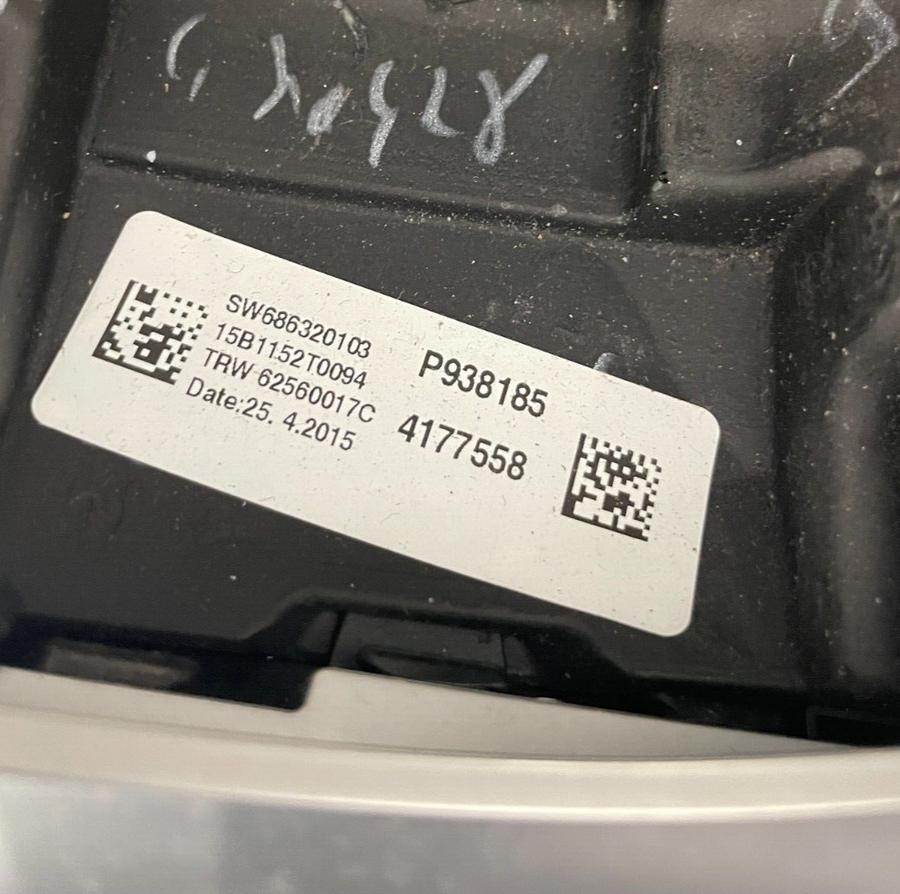 SW686320103
15B1152T0094
TRW 62560017C
Date:25. 4.2015
P938185
4177558